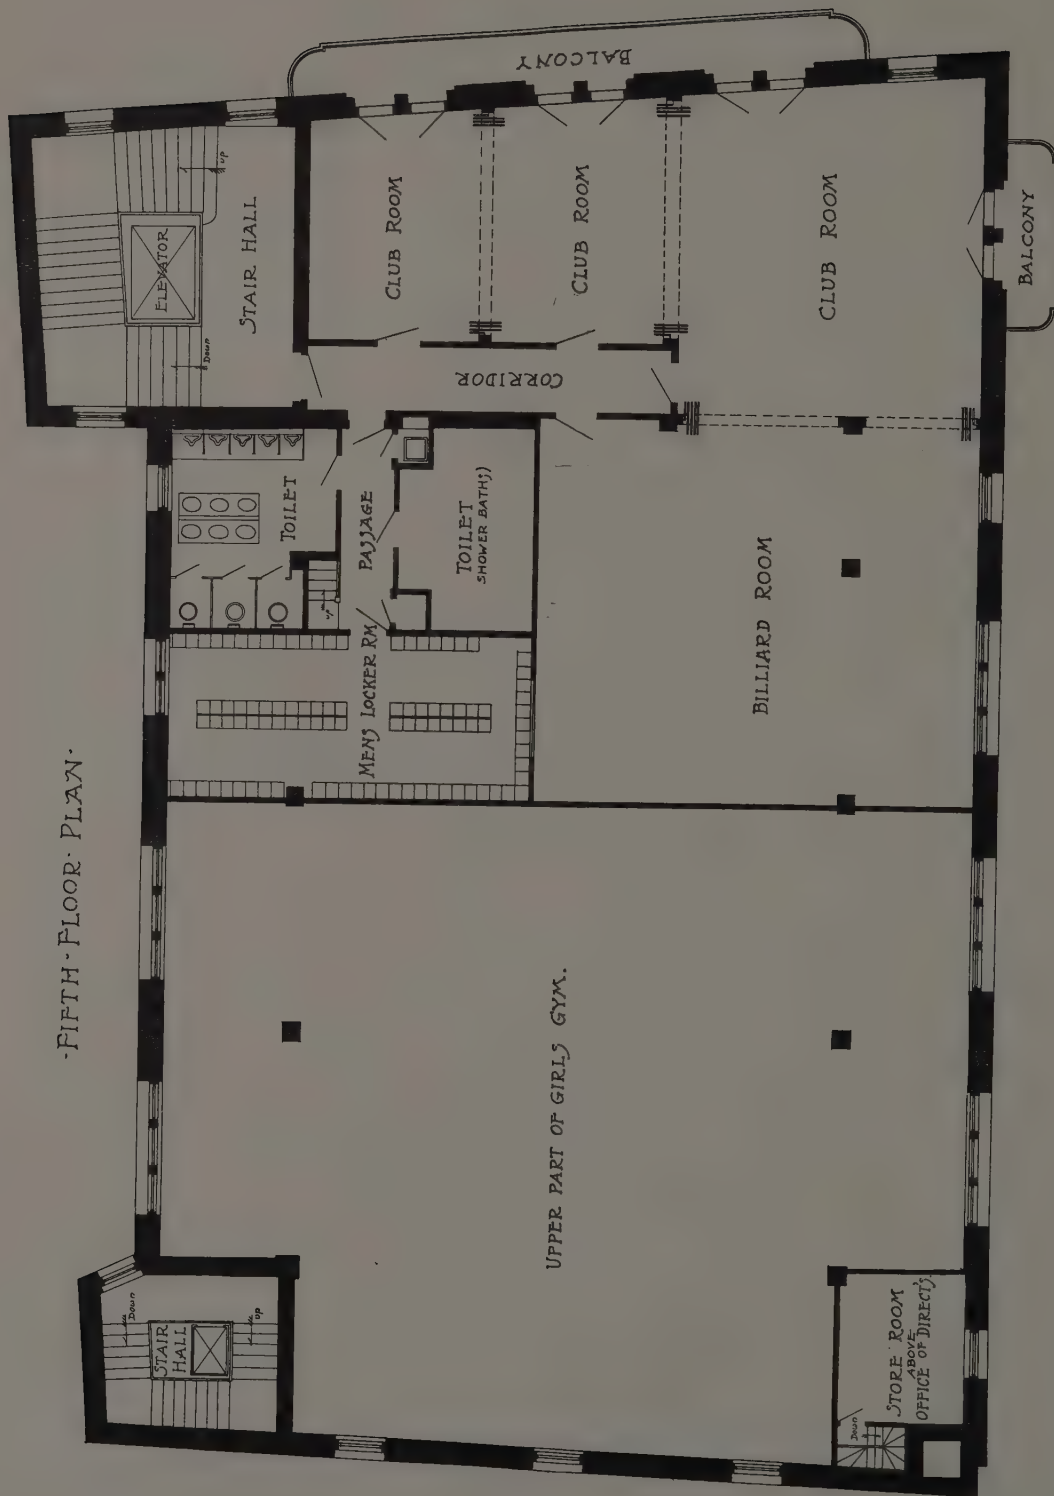 ·FIFTH·FLOOR·PLAN·
BALCONY
UP
ELEVATOR
DOWN
STAIR HALL
CLUB ROOM
CLUB ROOM
CLUB ROOM
BALCONY
CORRIDOR
TOILET
PASSAGE
TOILET
SHOWER BATHS)
UP
MENS LOCKER RM
BILLIARD ROOM
UPPER PART OF GIRLS GYM.
DOWN
UP
STAIR
HALL
STORE ROOM
ABOVE
OFFICE OF DIRECT'S.
DOWN